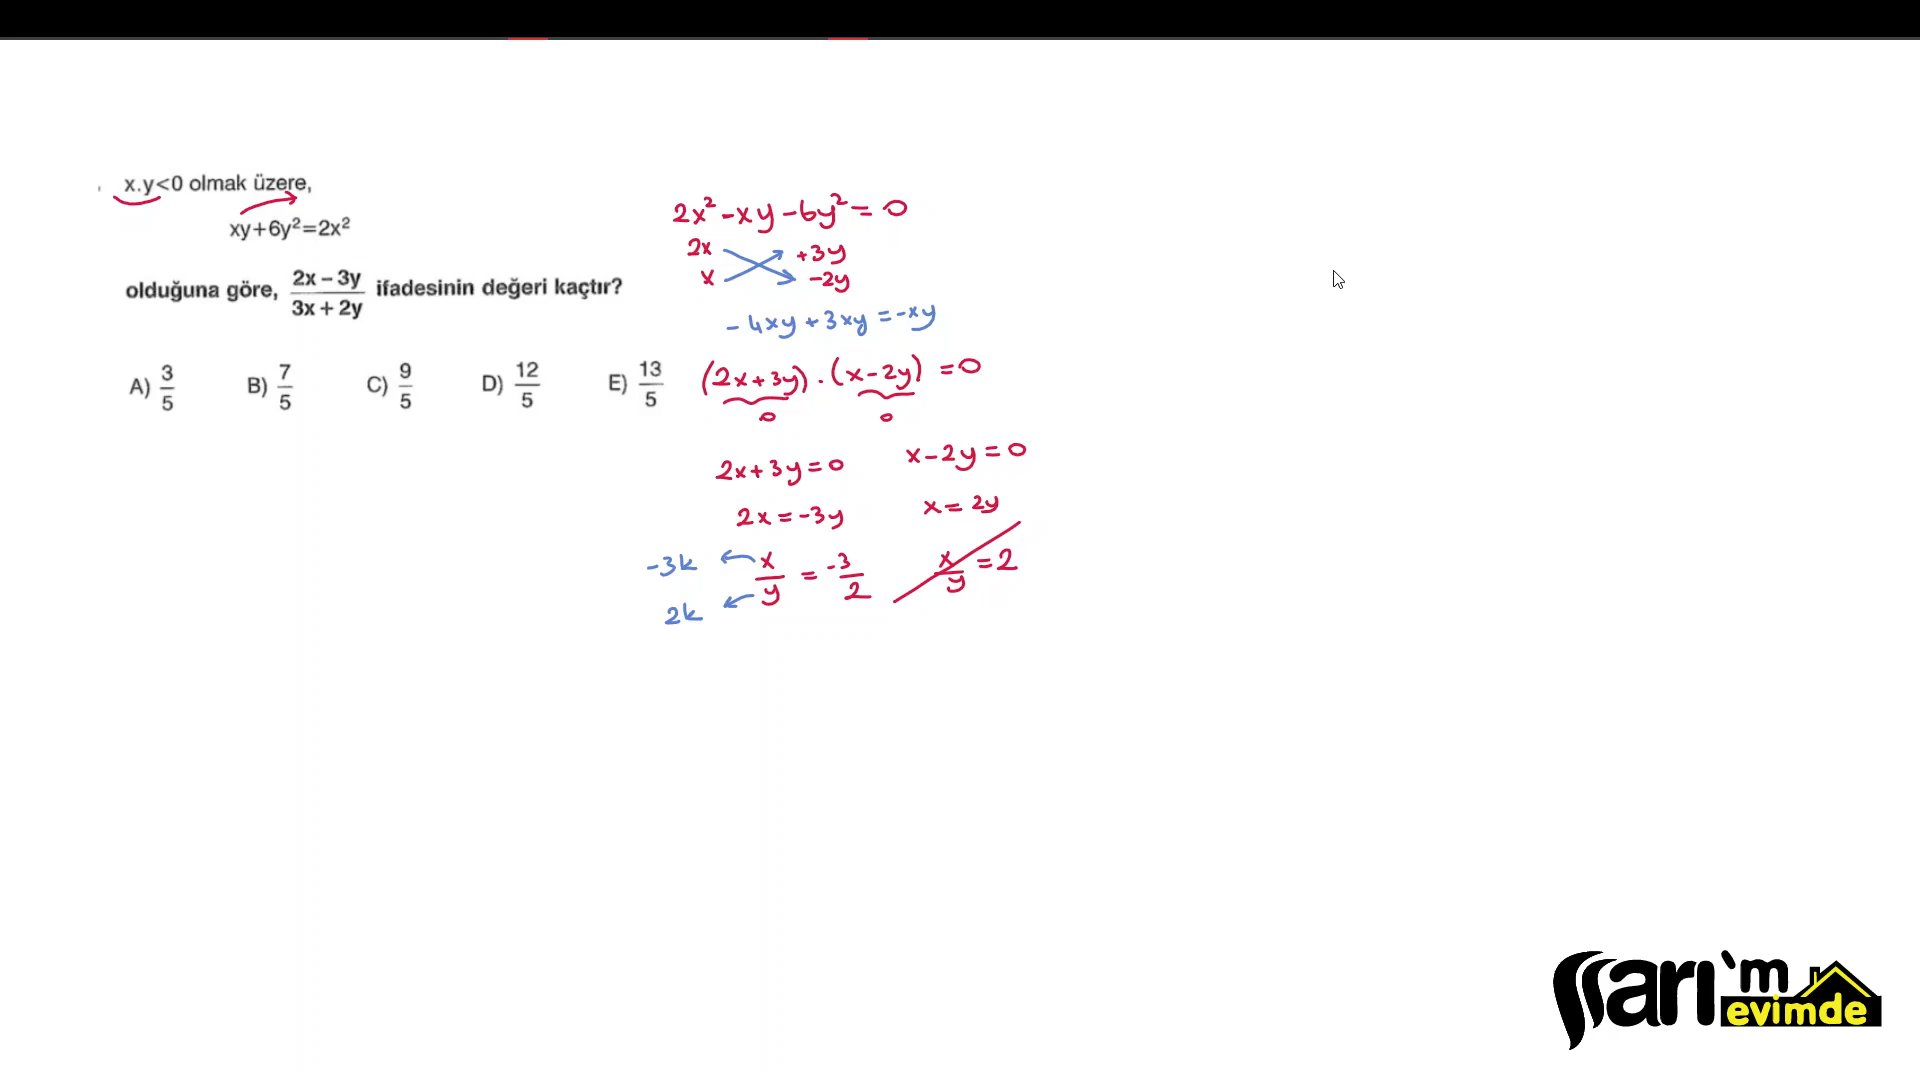 x.y<0 olmak üzere,
xy+6y²=2x²
olduğuna göre, (2x − 3y)/(3x + 2y) ifadesinin değeri kaçtır?
A) 3/5 B) 7/5 C) 9/5 D) 12/5 E) 13/5
2x² -xy -6y² = 0
2x +3y
x -2y
- 4xy + 3xy = -xy
(2x+3y) . (x-2y) = 0
0 0
2x+3y=0 x-2y=0
2x = -3y x = 2y
-3k x/y = -3/2 x/y = 2
2k
Sarı'm
evimde